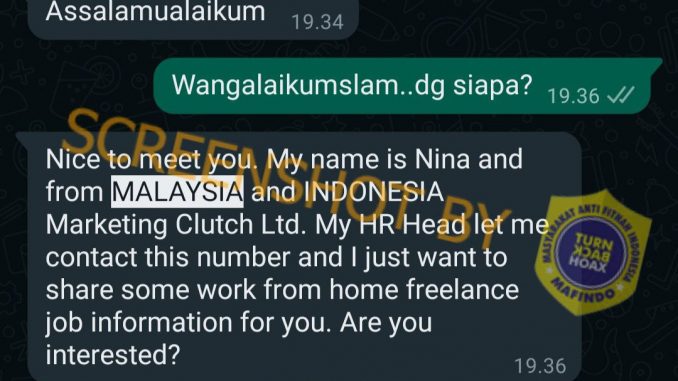 Assalamualaikum
19.34
Wangalaikumslam..dg siapa?
19.36
Nice to meet you. My name is Nina and
from MALAYSIA and INDONESIA
Marketing Clutch Ltd. My HR Head let me
contact this number and I just want to
share some work from home freelance
job information for you. Are you
interested?
19.36
SCREENSHOT BY
MASYARAKAT ANTI FITNAH INDONESIA
TURN
BACK
HOAX
MAFINDO